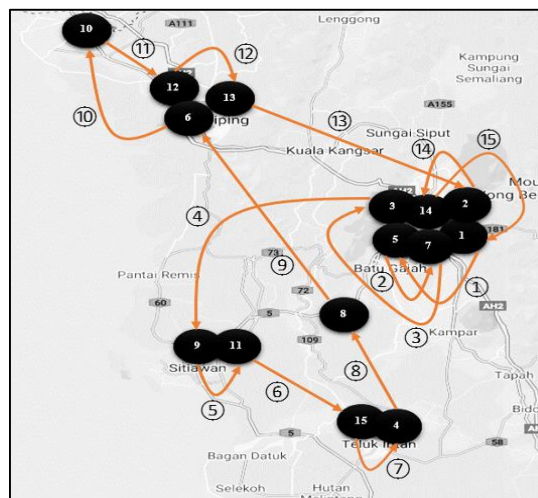 Lenggong
A111
10
⑪
⑫
Kampung
Sungai
Semaliang
AH2
12
13
A155
⑩
6
iping
⑬
Sungai Siput
⑮
Kuala Kangsar
⑭
④
AH2
3
14
2
Mou
ong Be
5
7
1
181
⑨
73
Batu Gajah
②
①
Pantai Remis
72
60
5
8
③
AH2
Kampar
109
9
11
⑧
Sitiawan
Tapah
⑤
⑥
15
4
Bido
5
Teluk Intan
58
⑦
Bagan Datuk
Selekoh
Hutan